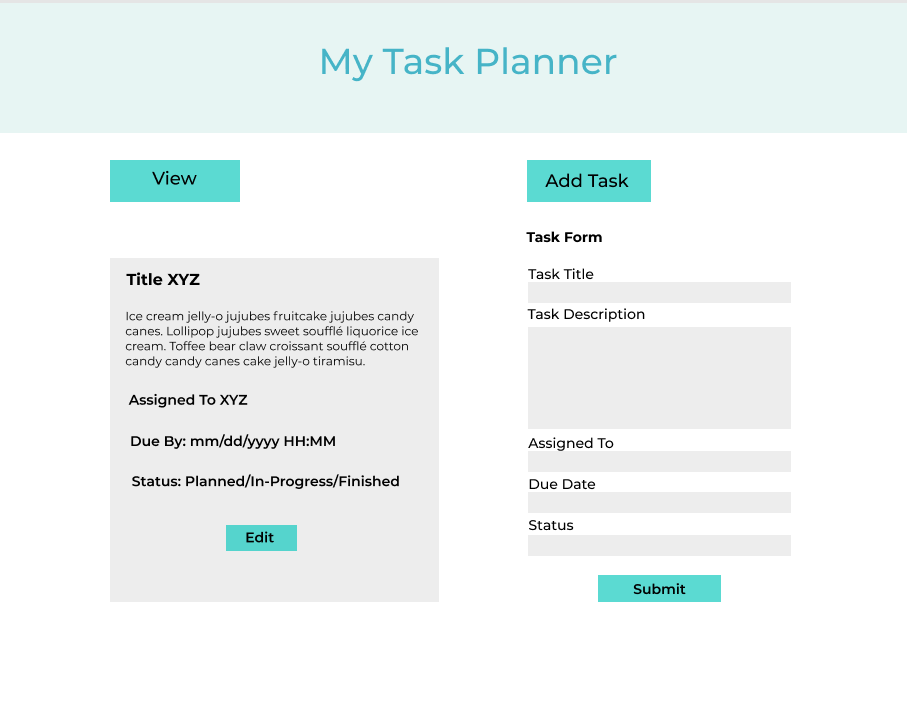 My Task Planner
View
Title XYZ
Ice cream jelly-o jujubes fruitcake jujubes candy
canes. Lollipop jujubes sweet soufflé liquorice ice
cream. Toffee bear claw croissant soufflé cotton
candy candy canes cake jelly-o tiramisu.
Assigned To XYZ
Due By: mm/dd/yyyy HH:MM
Status: Planned/In-Progress/Finished
Edit
Add Task
Task Form
Task Title
Task Description
Assigned To
Due Date
Status
Submit